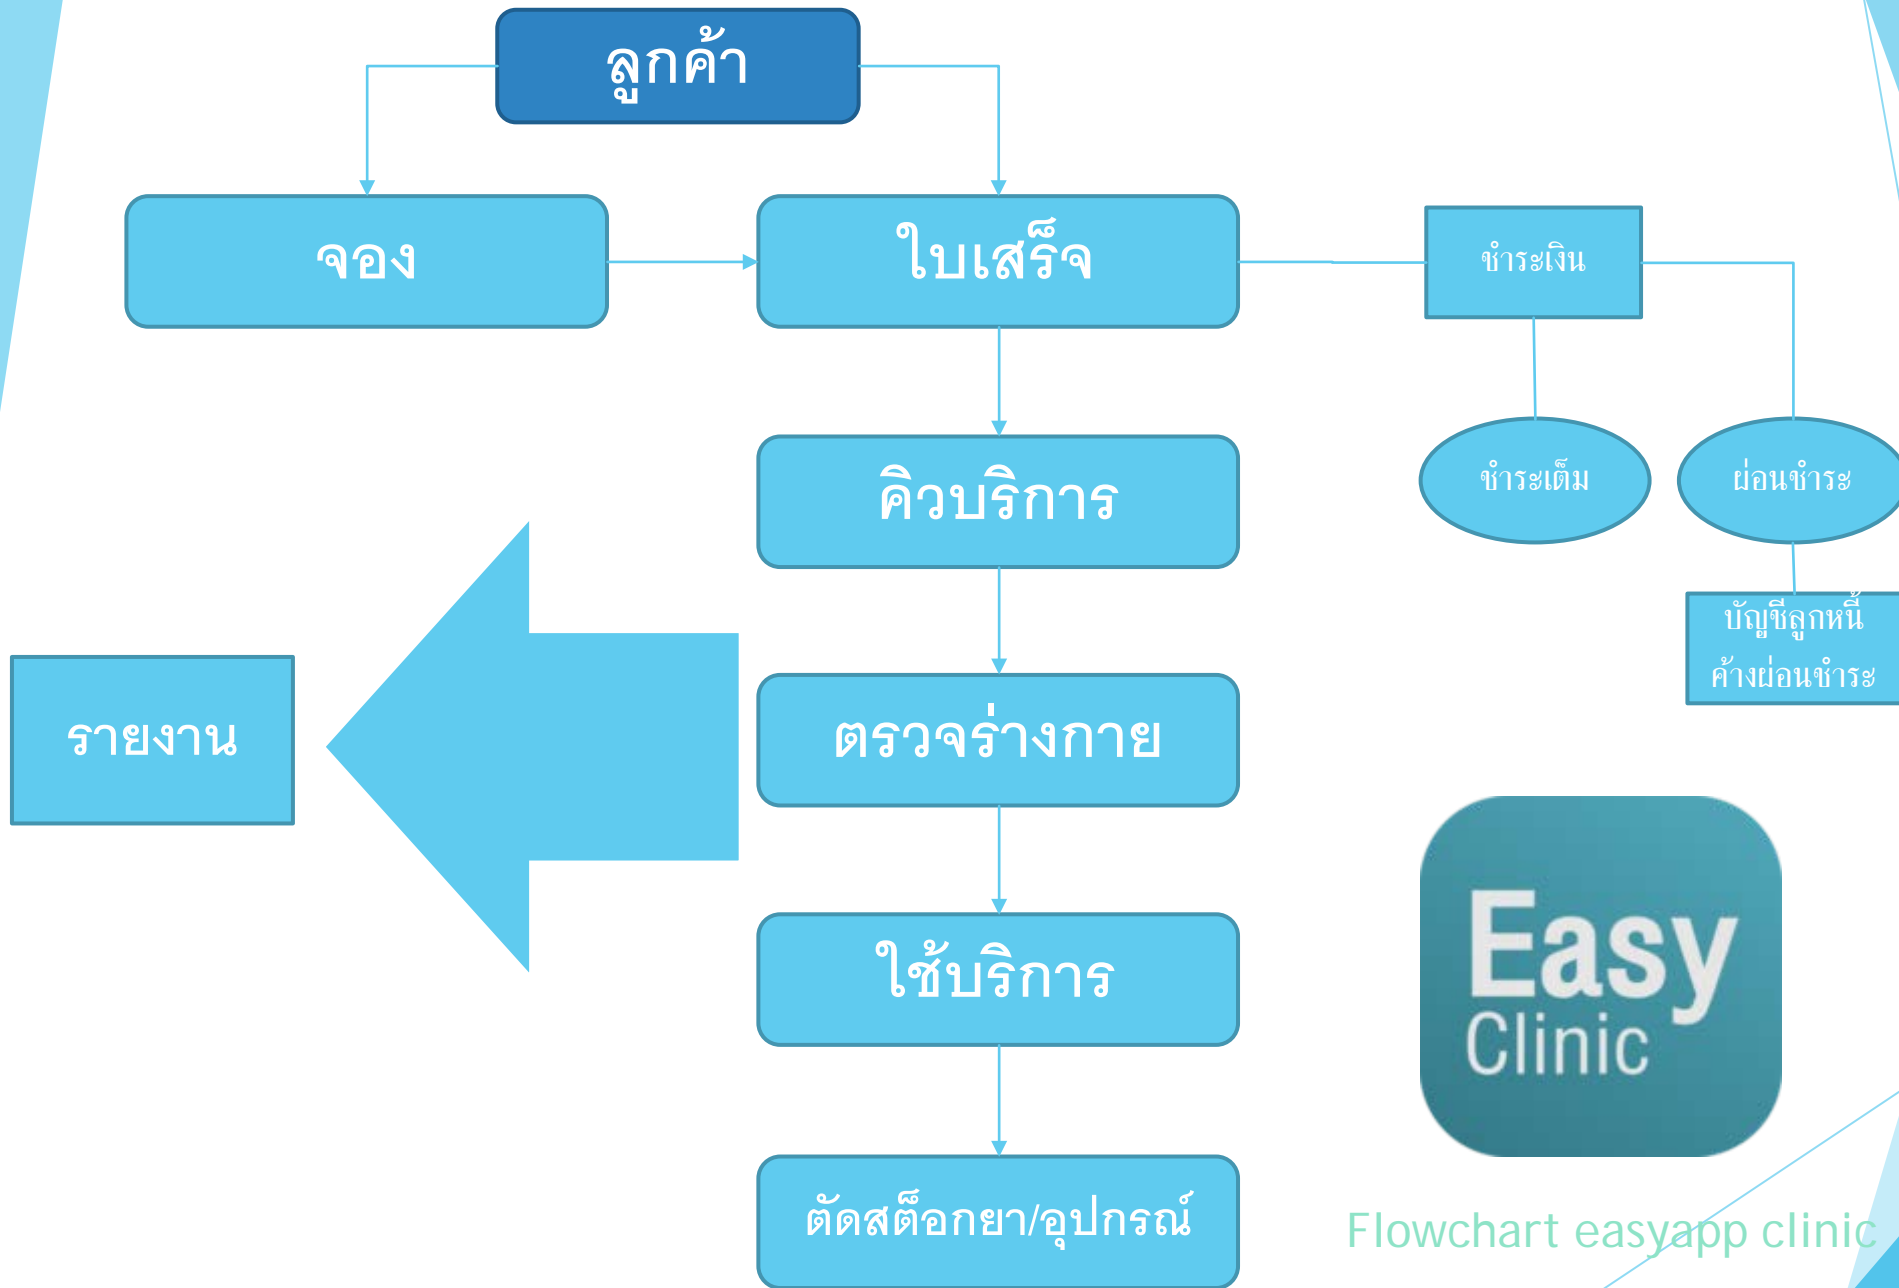 ลูกค้า
จอง
ใบเสร็จ
ชำระเงิน
คิวบริการ
ชำระเต็ม
ผ่อนชำระ
บัญชีลูกหนี้
ค้างผ่อนชำระ
ตรวจร่างกาย
รายงาน
ใช้บริการ
Easy
Clinic
ตัดสต็อกยา/อุปกรณ์
Flowchart easyapp clinic